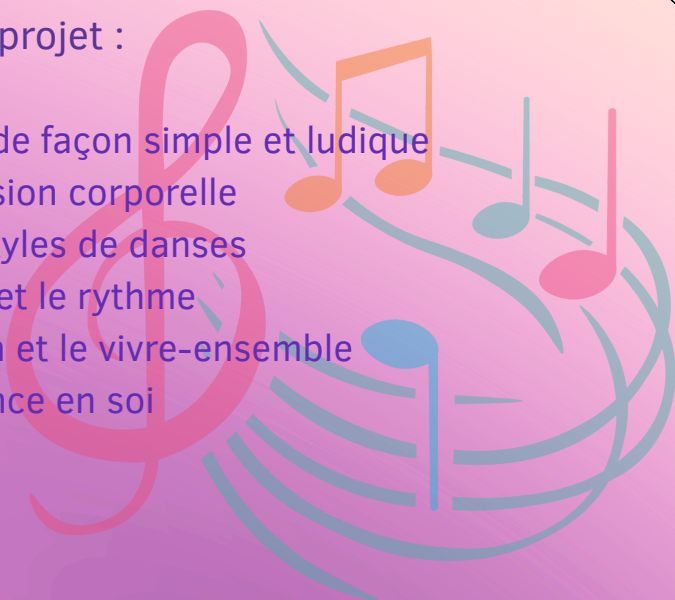 projet :
de façon simple et ludique
sion corporelle
yles de danses
et le rythme
n et le vivre-ensemble
nce en soi